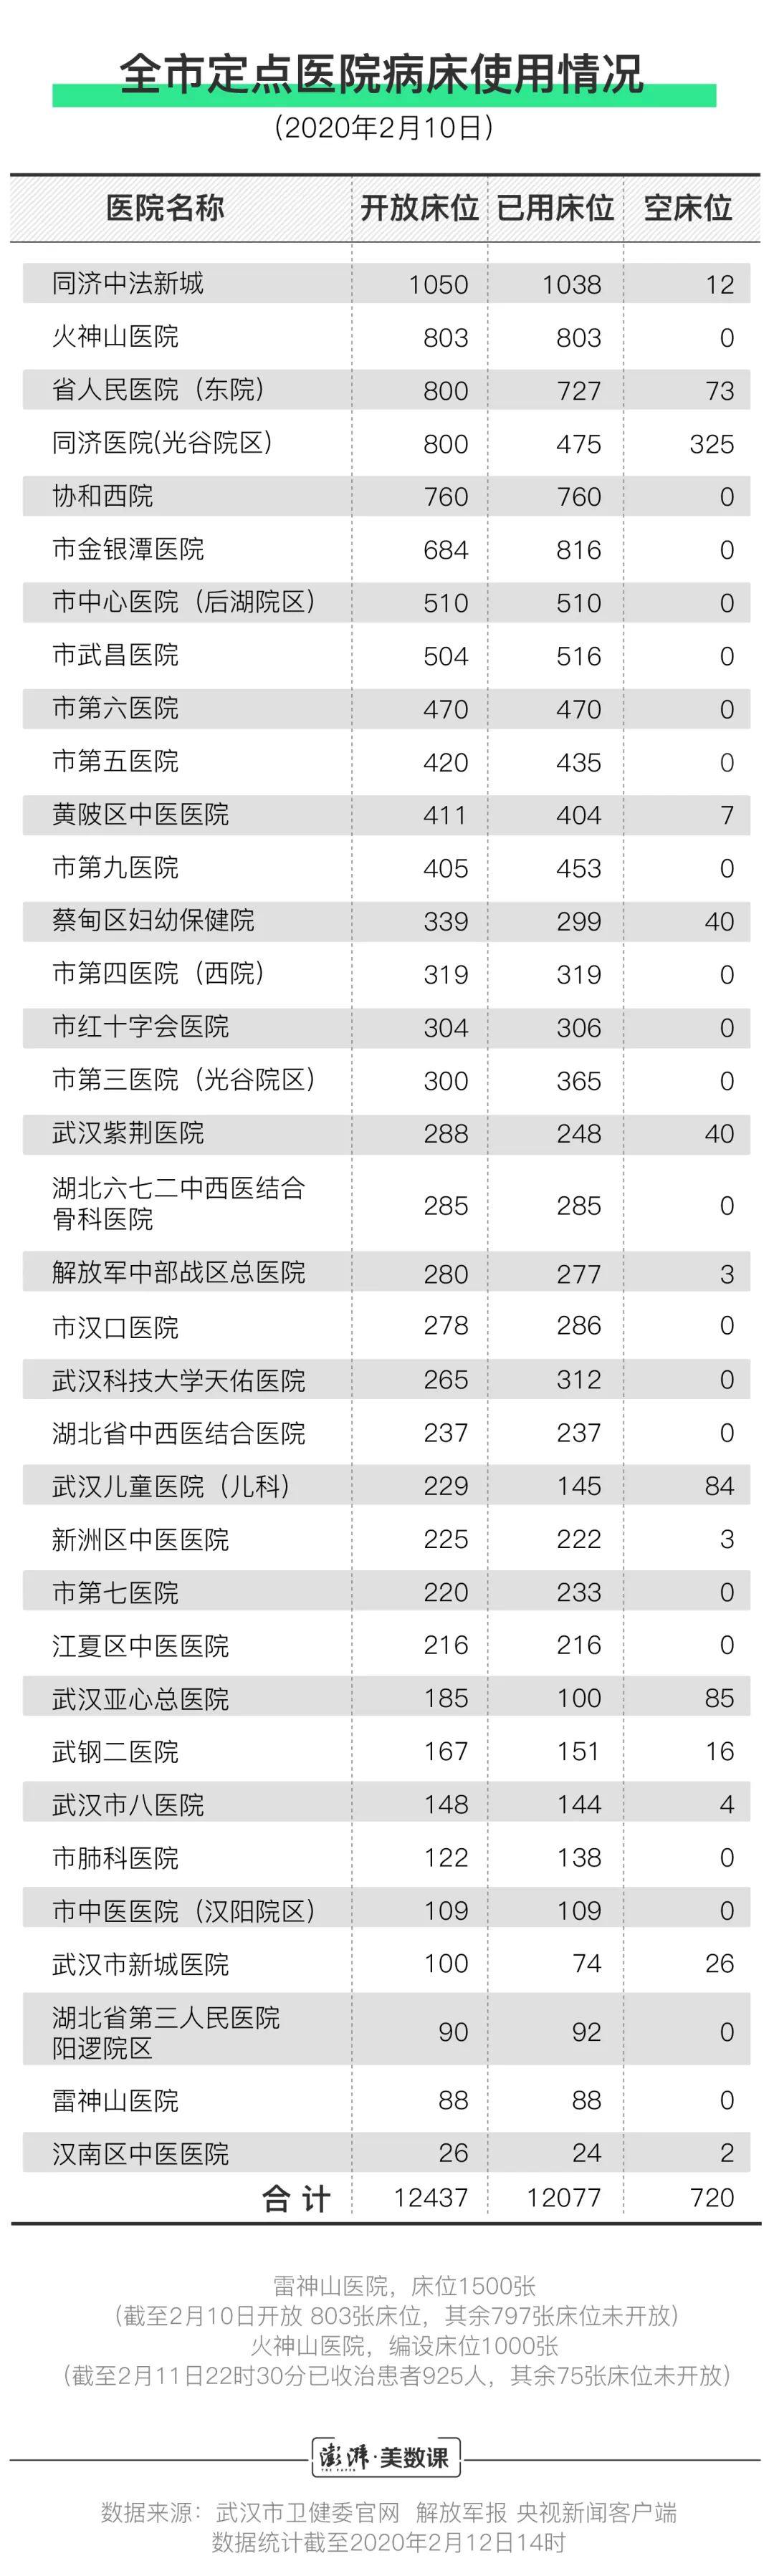 全市定点医院病床使用情况
(2020年2月10日)
医院名称 开放床位 已用床位 空床位
同济中法新城 1050 1038 12
火神山医院 803 803 0
省人民医院（东院） 800 727 73
同济医院(光谷院区) 800 475 325
协和西院 760 760 0
市金银潭医院 684 816 0
市中心医院（后湖院区） 510 510 0
市武昌医院 504 516 0
市第六医院 470 470 0
市第五医院 420 435 0
黄陂区中医医院 411 404 7
市第九医院 405 453 0
蔡甸区妇幼保健院 339 299 40
市第四医院（西院） 319 319 0
市红十字会医院 304 306 0
市第三医院（光谷院区） 300 365 0
武汉紫荆医院 288 248 40
湖北六七二中西医结合
骨科医院 285 285 0
解放军中部战区总医院 280 277 3
市汉口医院 278 286 0
武汉科技大学天佑医院 265 312 0
湖北省中西医结合医院 237 237 0
武汉儿童医院（儿科） 229 145 84
新洲区中医医院 225 222 3
市第七医院 220 233 0
江夏区中医医院 216 216 0
武汉亚心总医院 185 100 85
武钢二医院 167 151 16
武汉市八医院 148 144 4
市肺科医院 122 138 0
市中医医院（汉阳院区） 109 109 0
武汉市新城医院 100 74 26
湖北省第三人民医院
阳逻院区 90 92 0
雷神山医院 88 88 0
汉南区中医医院 26 24 2
合计 12437 12077 720
雷神山医院，床位1500张
(截至2月10日开放 803张床位，其余797张床位未开放)
火神山医院，编设床位1000张
(截至2月11日22时30分已收治患者925人，其余75张床位未开放)
澎湃·美数课
THE PAPER
数据来源：武汉市卫健委官网 解放军报 央视新闻客户端
数据统计截至2020年2月12日14时